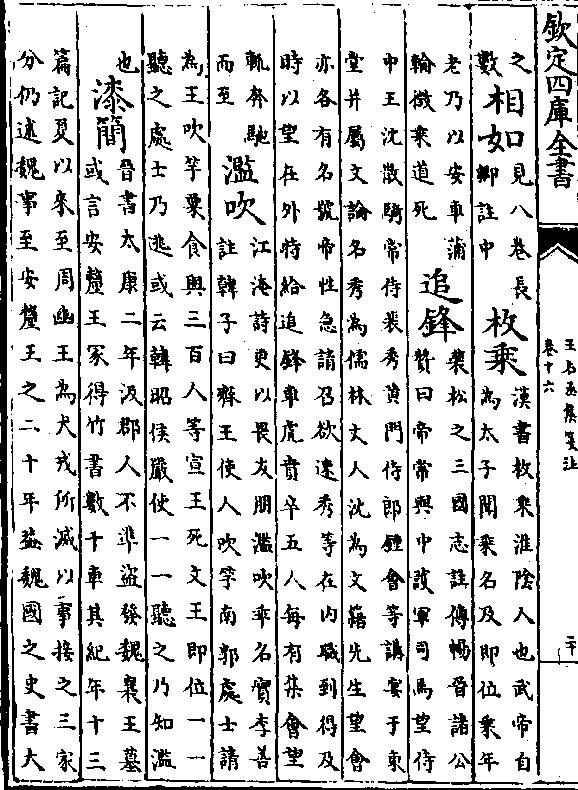 欽定四庫全書
王右丞集箋注
卷十六
二十
之
數
相如
見八卷長
卿註中
枚乘
漢書枚乘淮陰人也武帝自
為太子聞乘名及即位乘年
老乃以安車蒲
輪徵乘道死
追鋒
裴松之三國志註傅暢晉諸公
贊曰帝常與中護軍司馬望侍
中王沈散騎常侍裴秀黃門侍郎鍾會等講宴于東
堂并屬文論名秀為儒林丈人沈為文籍先生望會
亦各有名號帝性急請召欲速秀等在內職到得及
時以望在外特給追鋒車虎賁卒五人每有集會望
輒奔馳
而至
濫吹
江淹詩更以畏友朋濫吹乖名實李善
註韓子曰齊王使人吹竽南郭處士請
為王吹竽粟食與三百人等宣王死文王即位一一
聽之處士乃逃或云韓昭侯嚴使一一聽之乃知濫
也
漆簡
晉書太康二年汲郡人不準盜發魏襄王墓
或言安釐王冢得竹書數十車其紀年十三
篇記夏以來至周幽王為犬戎所滅以事接之三家
分仍述魏事至安釐王之二十年蓋魏國之史書大